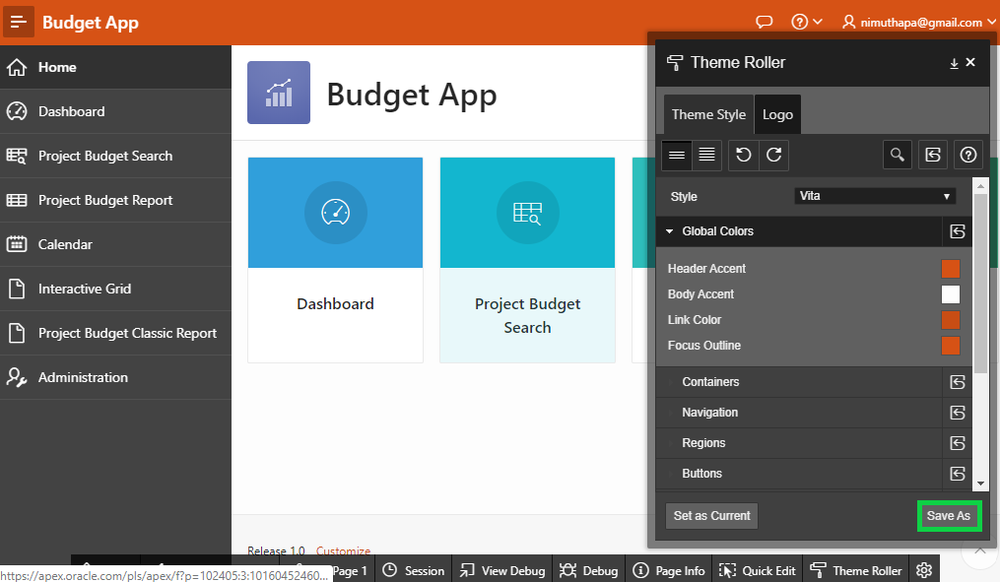 Budget App
nimuthapa@gmail.com
Home
Dashboard
Project Budget Search
Project Budget Report
Calendar
Interactive Grid
Project Budget Classic Report
Administration
Budget App
Dashboard
Project Budget
Search
Release 1.0 Customize
Theme Roller
Theme Style Logo
Style Vita
Global Colors
Header Accent
Body Accent
Link Color
Focus Outline
Containers
Navigation
Regions
Buttons
Set as Current Save As
https://apex.oracle.com/pls/apex/f?p=102405:3:10160452460...
Page 1 Session View Debug Debug Page Info Quick Edit Theme Roller